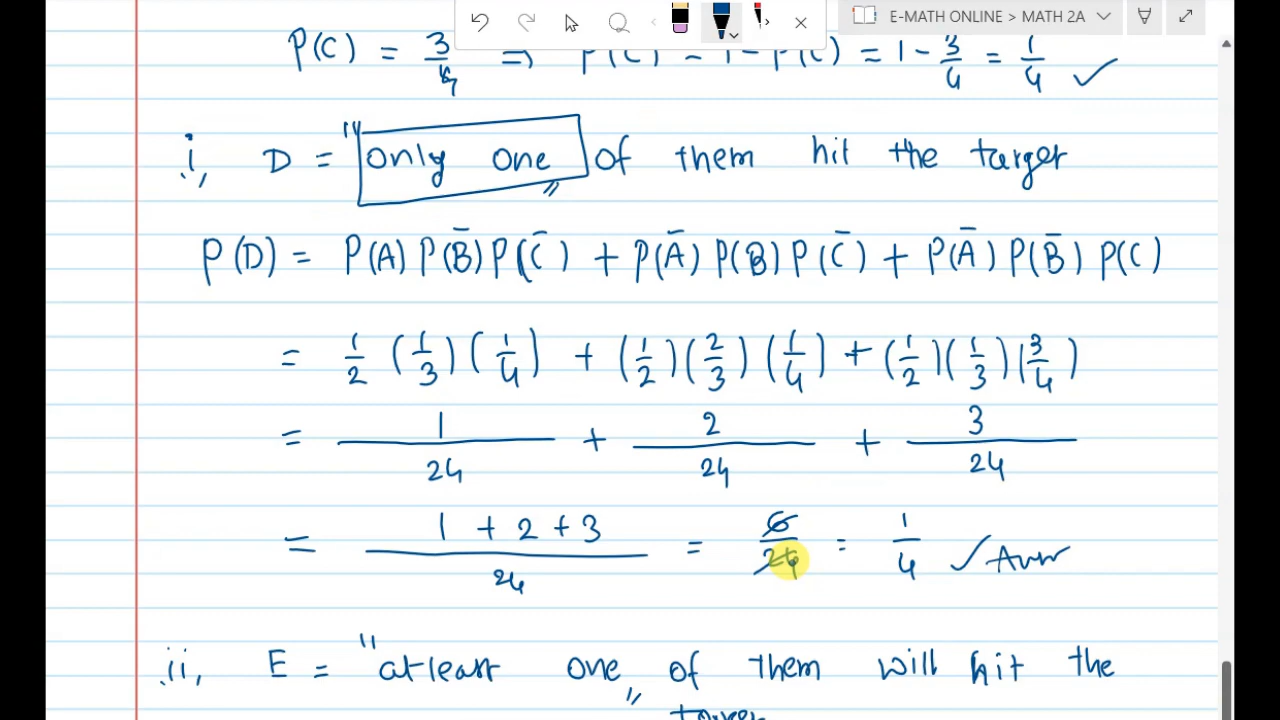 E-MATH ONLINE > MATH 2A
P(C) = 3/4 ⇒ P(C̄) = 1 - P(C) = 1 - 3/4 = 1/4 ✓
i, D = "only one" of them hit the target
P(D) = P(A) P(B̄) P(C̄) + P(Ā) P(B) P(C̄) + P(Ā) P(B̄) P(C)
= 1/2 (1/3) (1/4) + (1/2) (2/3) (1/4) + (1/2) (1/3) (3/4)
= 1/24 + 2/24 + 3/24
= (1 + 2 + 3)/24 = 6/24 = 1/4 ✓
ii, E = "atleast one" of them will hit the